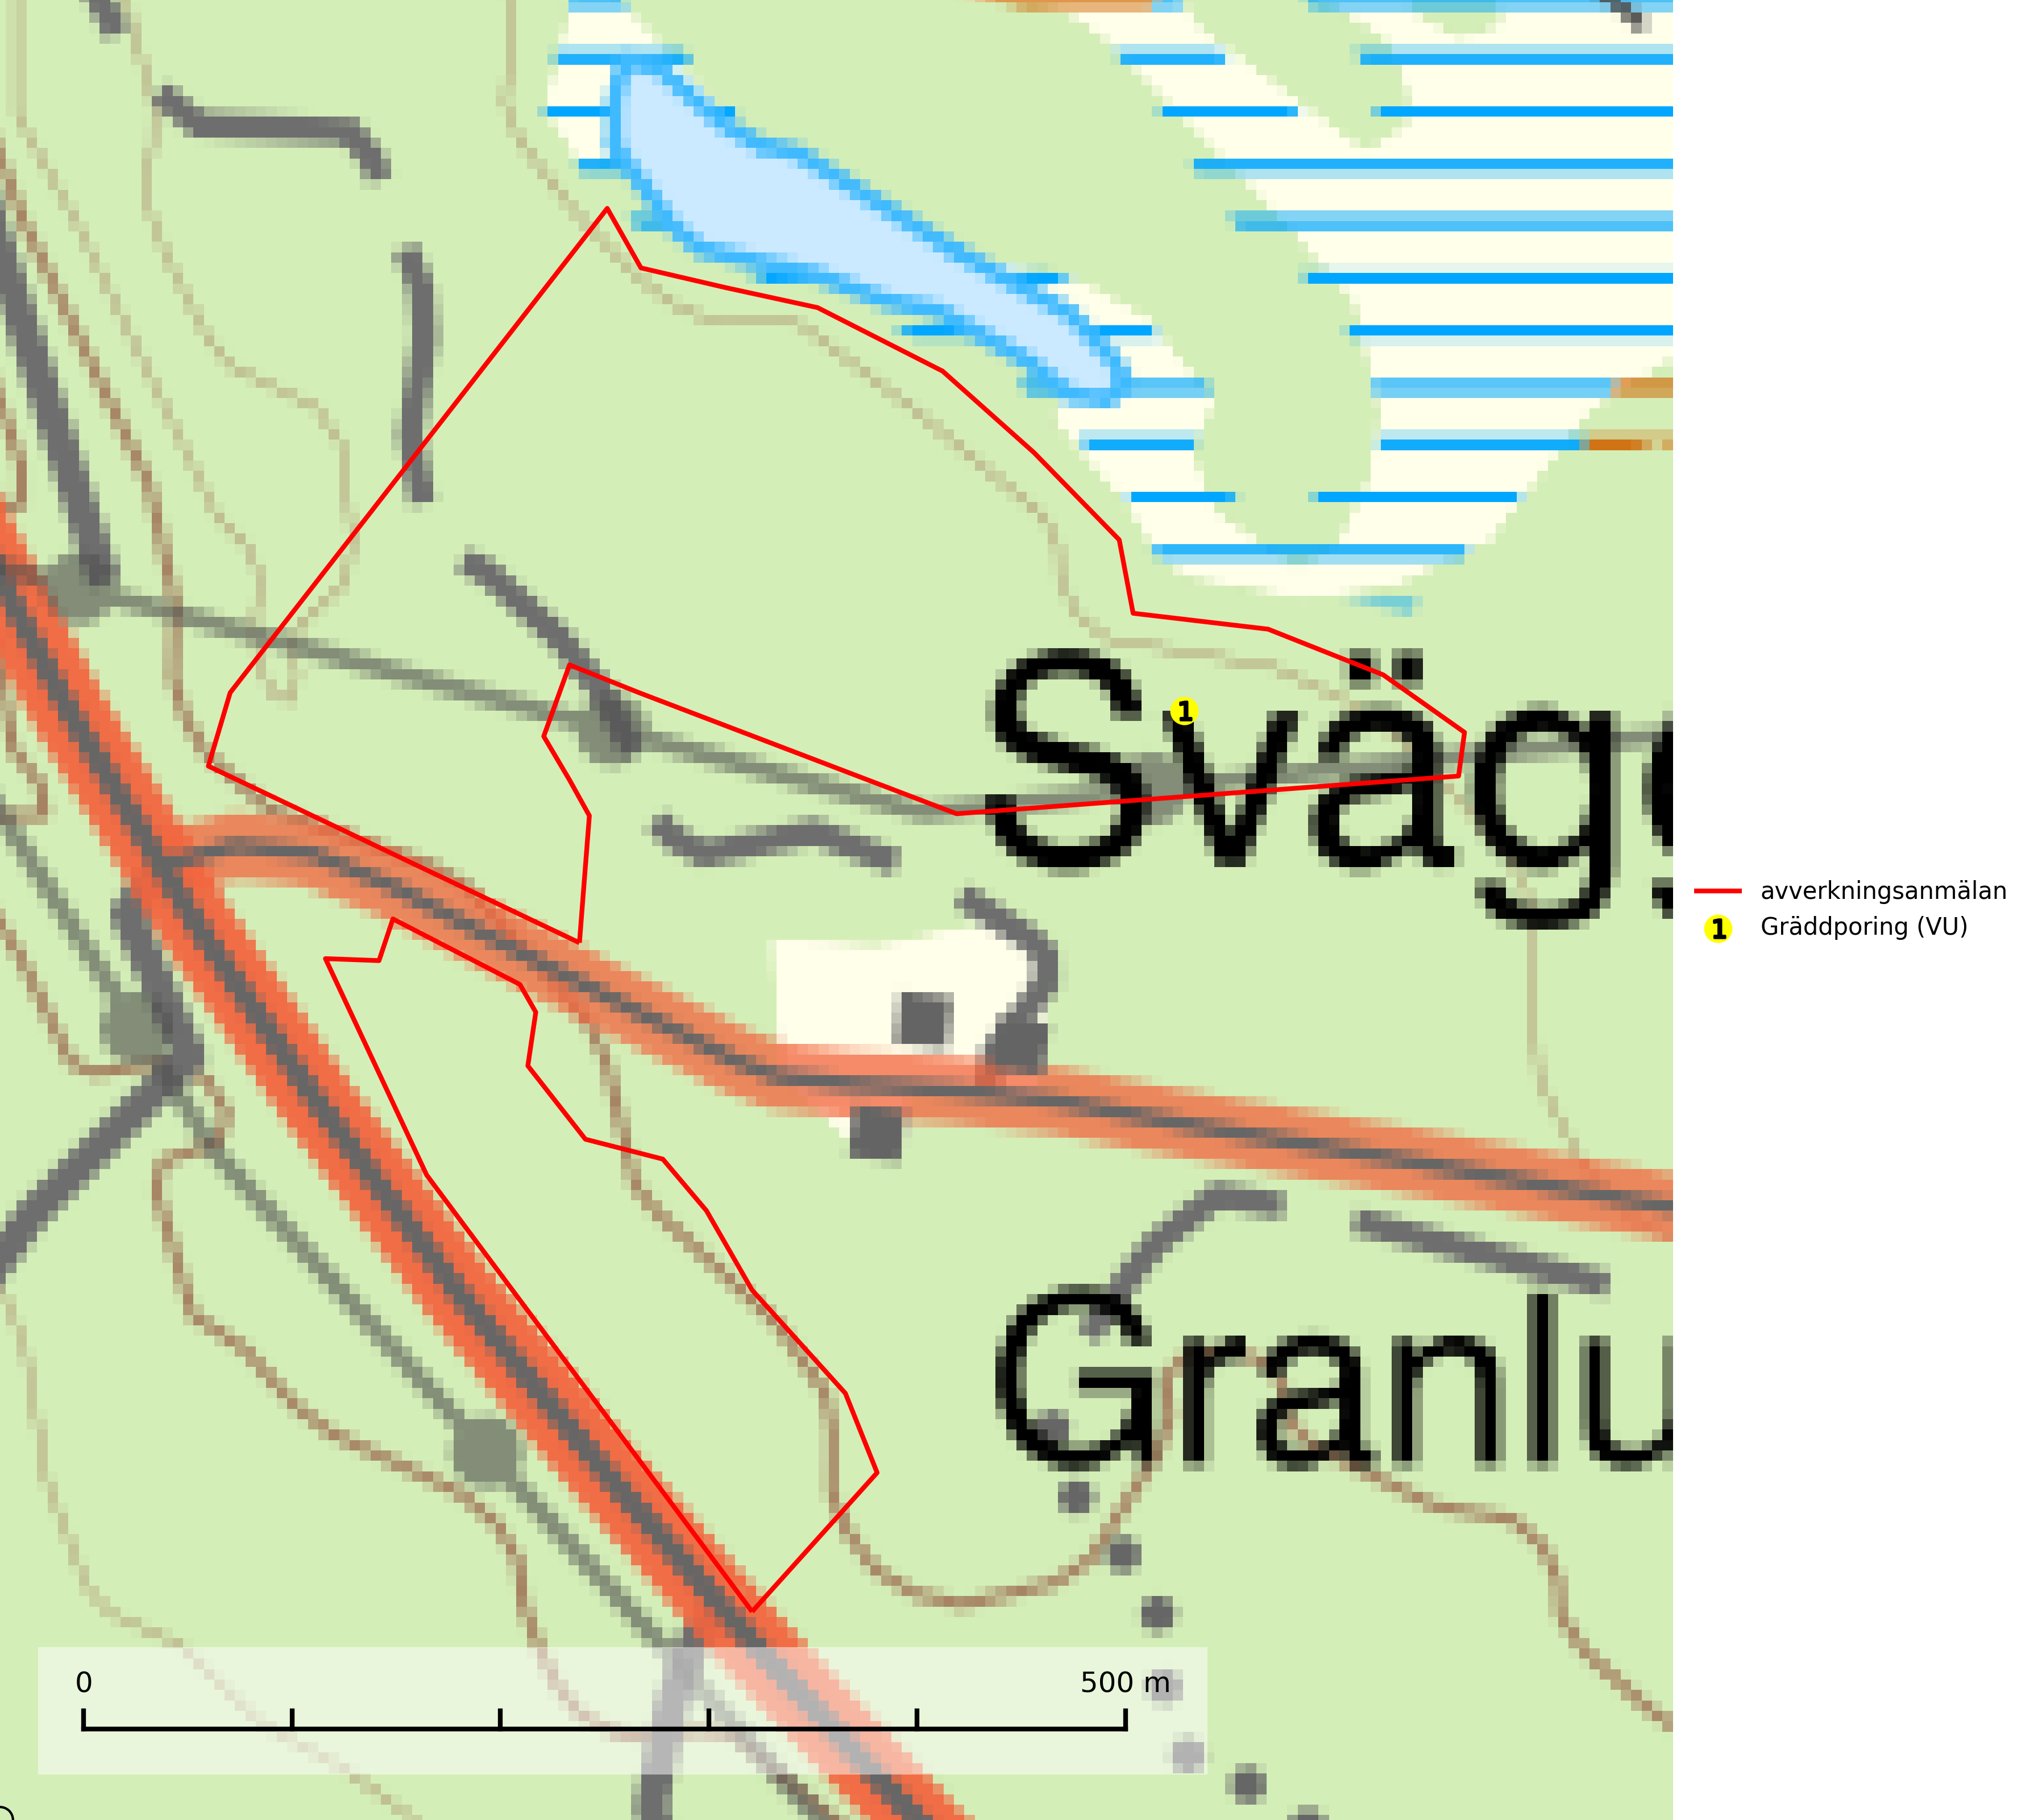 1
Sväg
avverkningsanmälan
1 Gräddporing (VU)
Granlu
0 500 m